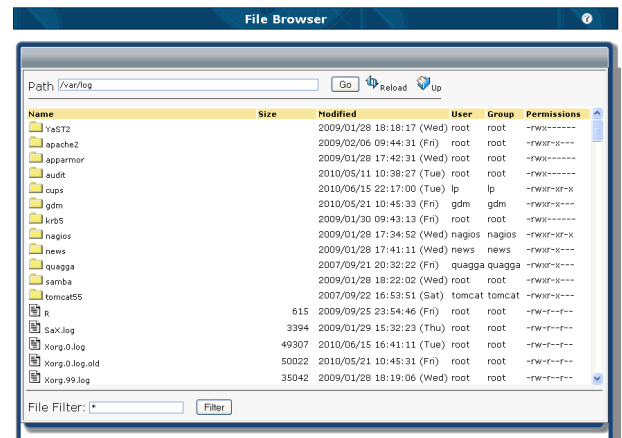 File Browser
Path /var/log Go Reload Up
Name Size Modified User Group Permissions
YaST2 2009/01/28 18:18:17 (Wed) root root -rwx------
apache2 2009/02/06 09:44:31 (Fri) root root -rwxr-x---
apparmor 2009/01/28 17:42:31 (Wed) root root -rwx------
audit 2010/05/11 10:38:27 (Tue) root root -rwx------
cups 2010/06/15 22:17:00 (Tue) lp lp -rwxr-xr-x
gdm 2010/05/21 10:45:33 (Fri) gdm gdm -rwxr-x---
krb5 2009/01/30 09:43:13 (Fri) root root -rwx------
nagios 2009/01/28 17:34:52 (Wed) nagios nagios -rwxr-xr-x
news 2009/01/28 17:41:11 (Wed) news news -rwxr-x---
quagga 2007/09/21 20:32:22 (Fri) quagga quagga -rwxr-x---
samba 2009/01/28 18:22:02 (Wed) root root -rwxr-x---
tomcat55 2007/09/22 16:53:51 (Sat) tomcat tomcat -rwxr-x---
R 615 2009/09/25 23:54:46 (Fri) root root -rw-r--r--
SaX.log 3394 2009/01/29 15:32:23 (Thu) root root -rw-r--r--
Xorg.0.log 49307 2010/06/15 16:41:11 (Tue) root root -rw-r--r--
Xorg.0.log.old 50022 2010/05/21 10:45:31 (Fri) root root -rw-r--r--
Xorg.99.log 35042 2009/01/28 18:19:06 (Wed) root root -rw-r--r--
File Filter: * Filter